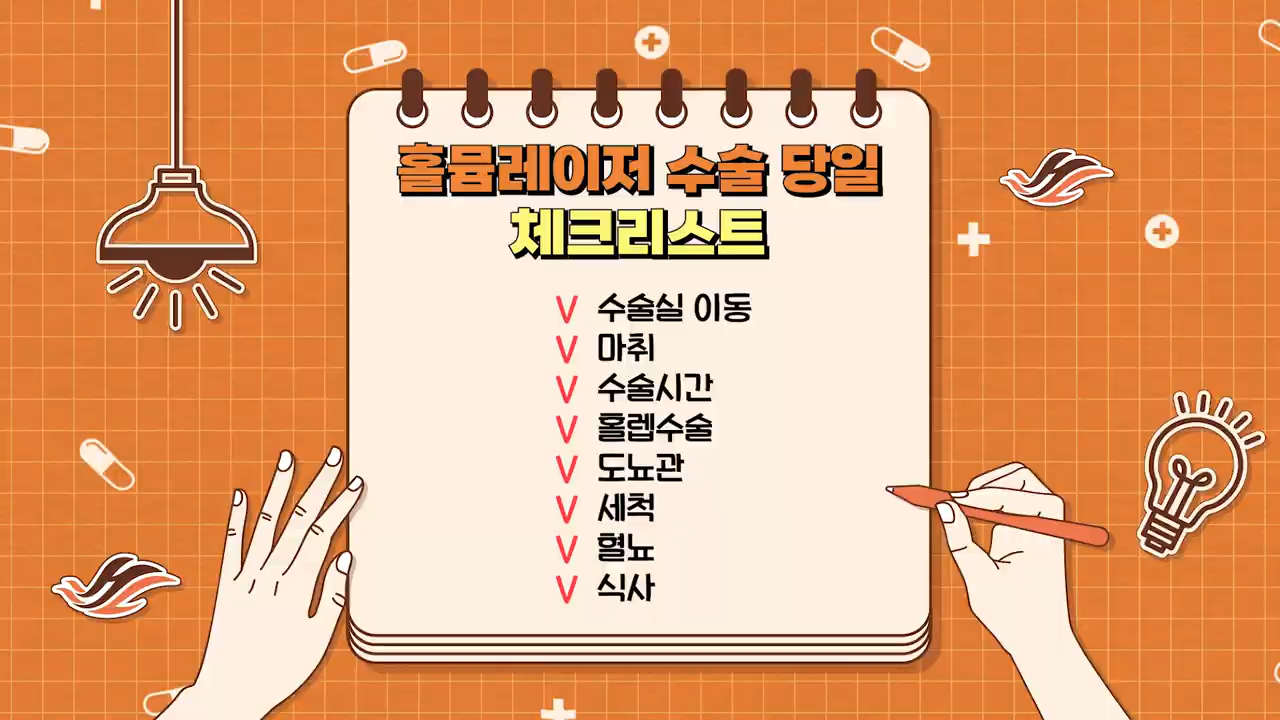 홀뮴레이저 수술 당일
체크리스트
V 수술실 이동
V 마취
V 수술시간
V 홀렙수술
V 도뇨관
V 세척
V 혈뇨
V 식사